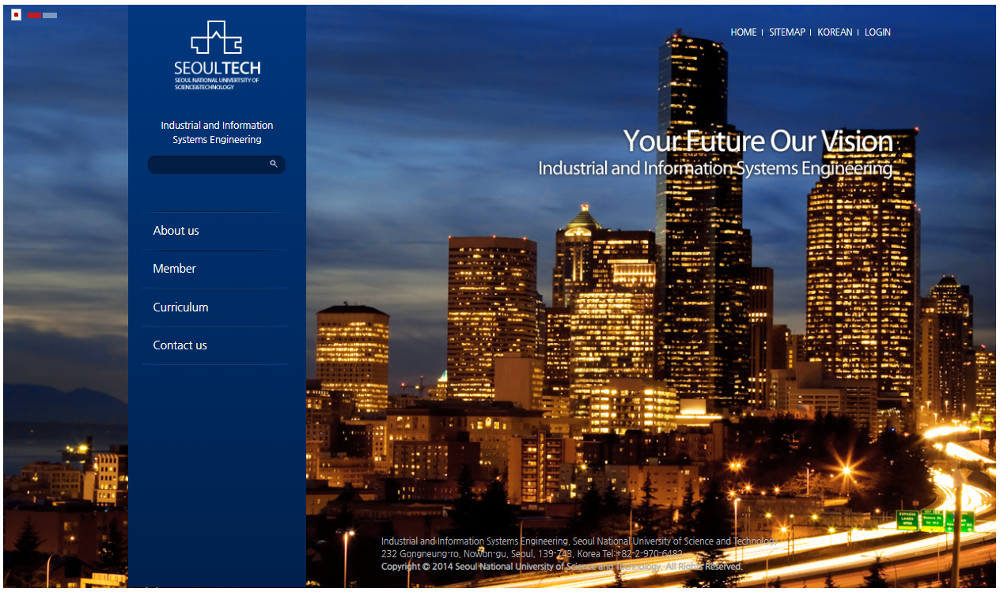 HOME
SITEMAP
KOREAN
LOGIN
SEOULTECH
SEOUL NATIONAL UNIVERTSITY OF
SCIENCE&TECHNOLOGY
Industrial and Information
Systems Engineering
Your Future Our Vision
Industrial and Information Systems Engineering
About us
Member
Curriculum
Contact us
EXPRESS
LANES
OPEN
Industrial and Information Systems Engineering, Seoul National University of Science and Technology
232 Gongneung-ro, Nowon-gu, Seoul, 139-743, Korea Tel:+82-2-970-6482
Copyright © 2014 Seoul National University of Science and Technology. All Rights Reserved.